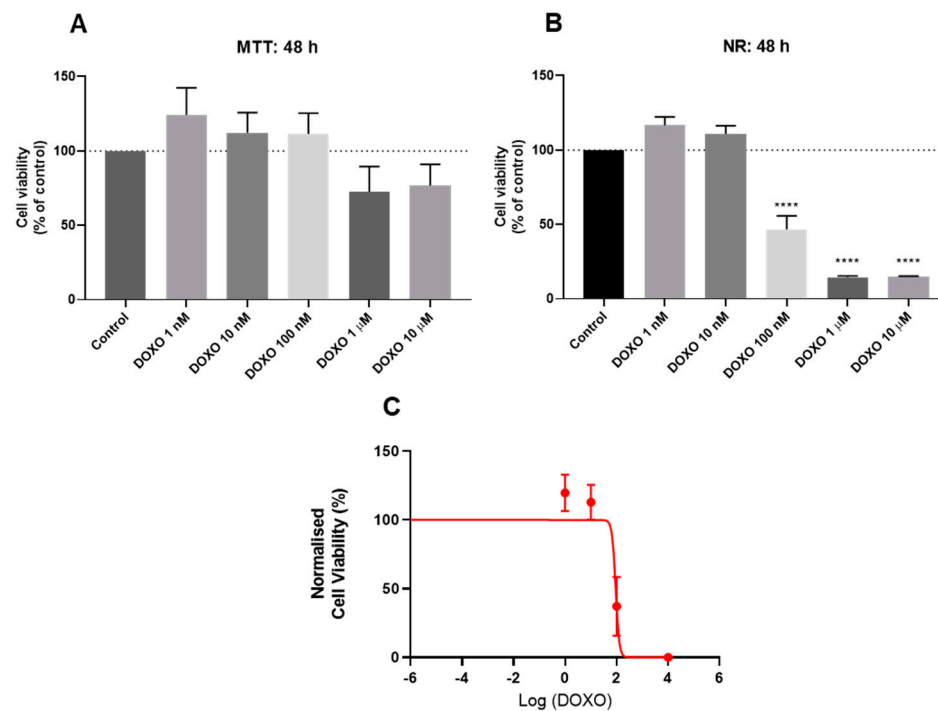 A
MTT: 48 h
Cell viability
(% of control)
150
100
50
0
Control
DOXO 1 nM
DOXO 10 nM
DOXO 100 nM
DOXO 1 μM
DOXO 10 μM
B
NR: 48 h
Cell viability
(% of control)
150
100
50
0
****
****
****
Control
DOXO 1 nM
DOXO 10 nM
DOXO 100 nM
DOXO 1 μM
DOXO 10 μM
C
Normalised
Cell Viability (%)
150
100
50
0
-6
-4
-2
0
2
4
6
Log (DOXO)